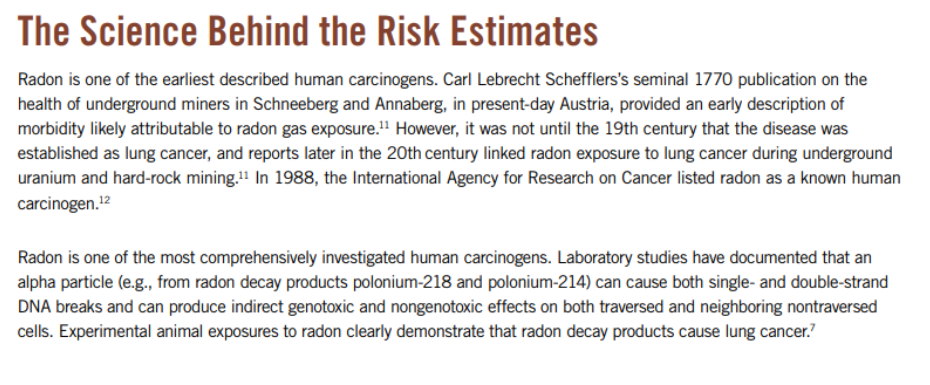 The Science Behind the Risk Estimates
Radon is one of the earliest described human carcinogens. Carl Lebrecht Schefflers's seminal 1770 publication on the
health of underground miners in Schneeberg and Annaberg, in present-day Austria, provided an early description of
morbidity likely attributable to radon gas exposure.¹¹ However, it was not until the 19th century that the disease was
established as lung cancer, and reports later in the 20th century linked radon exposure to lung cancer during underground
uranium and hard-rock mining.¹¹ In 1988, the International Agency for Research on Cancer listed radon as a known human
carcinogen.¹²
Radon is one of the most comprehensively investigated human carcinogens. Laboratory studies have documented that an
alpha particle (e.g., from radon decay products polonium-218 and polonium-214) can cause both single- and double-strand
DNA breaks and can produce indirect genotoxic and nongenotoxic effects on both traversed and neighboring nontraversed
cells. Experimental animal exposures to radon clearly demonstrate that radon decay products cause lung cancer.⁷